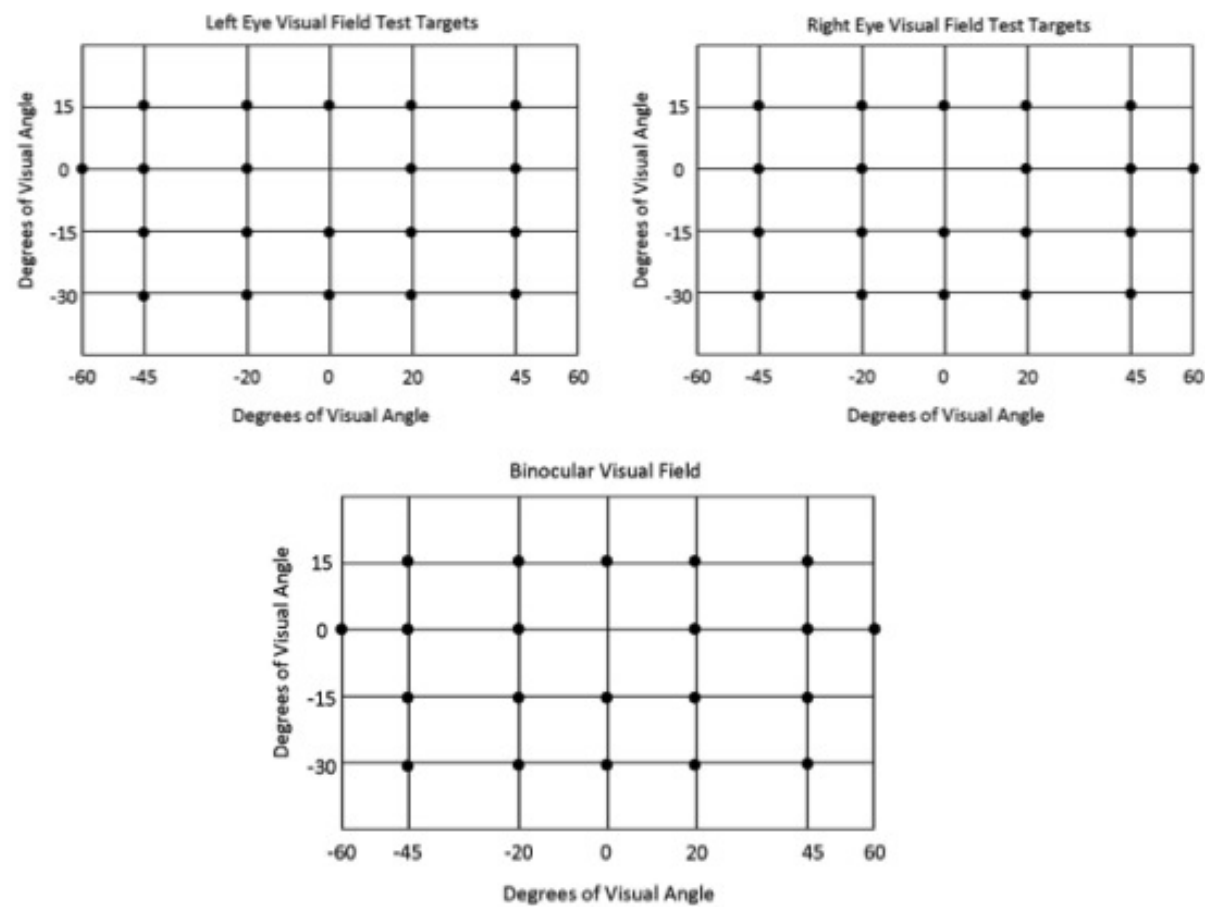 Left Eye Visual Field Test Targets
Degrees of Visual Angle
15
0
-15
-30
-60 -45 -20 0 20 45 60
Degrees of Visual Angle
Right Eye Visual Field Test Targets
Degrees of Visual Angle
15
0
-15
-30
-60 -45 -20 0 20 45 60
Degrees of Visual Angle
Binocular Visual Field
Degrees of Visual Angle
15
0
-15
-30
-60 -45 -20 0 20 45 60
Degrees of Visual Angle